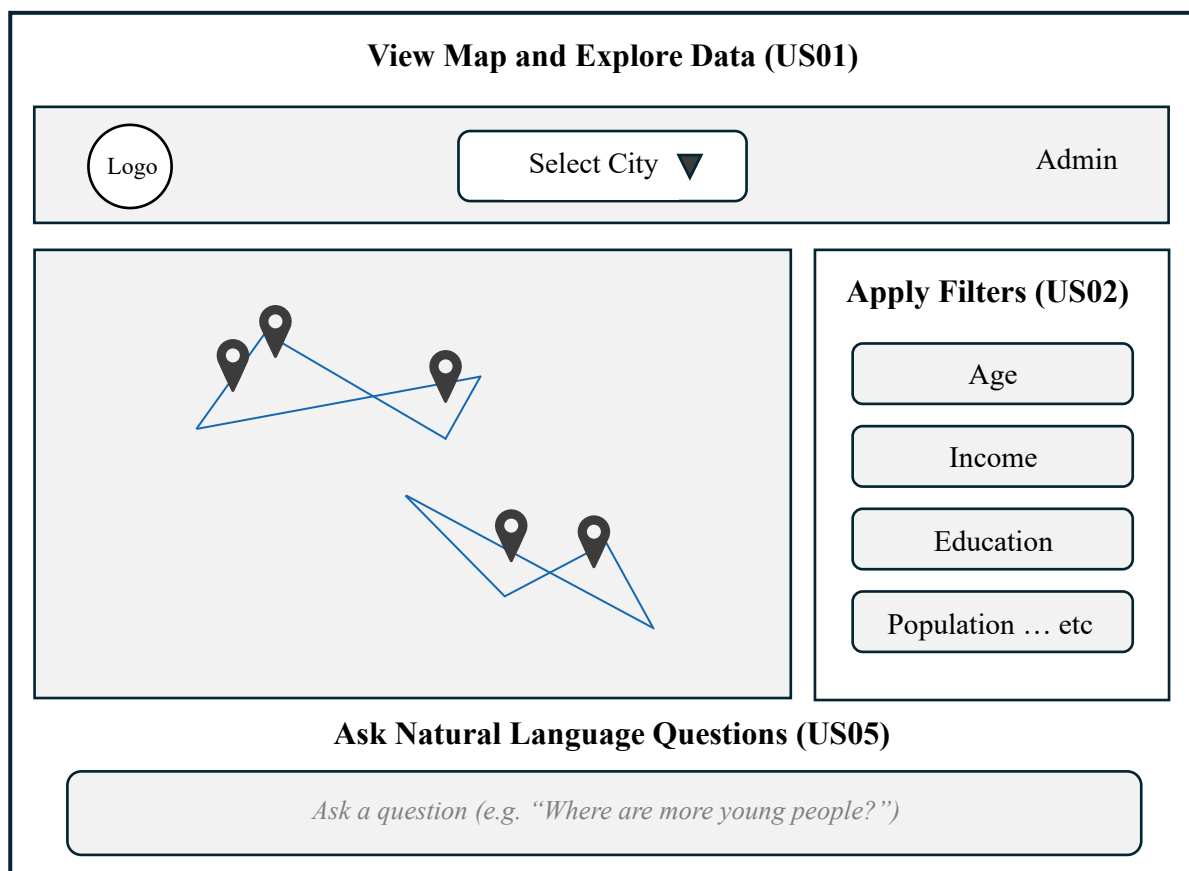 View Map and Explore Data (US01)
Logo
Select City
Admin
Apply Filters (US02)
Age
Income
Education
Population … etc
Ask Natural Language Questions (US05)
Ask a question (e.g. “Where are more young people?”)